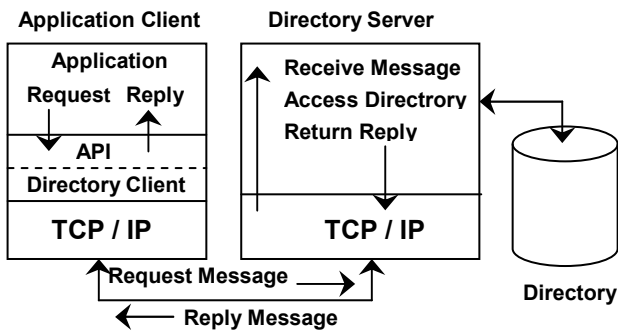 Application Client
Directory Server
Application
Request Reply
API
Directory Client
TCP / IP
Receive Message
Access Directrory
Return Reply
TCP / IP
Request Message
Reply Message
Directory